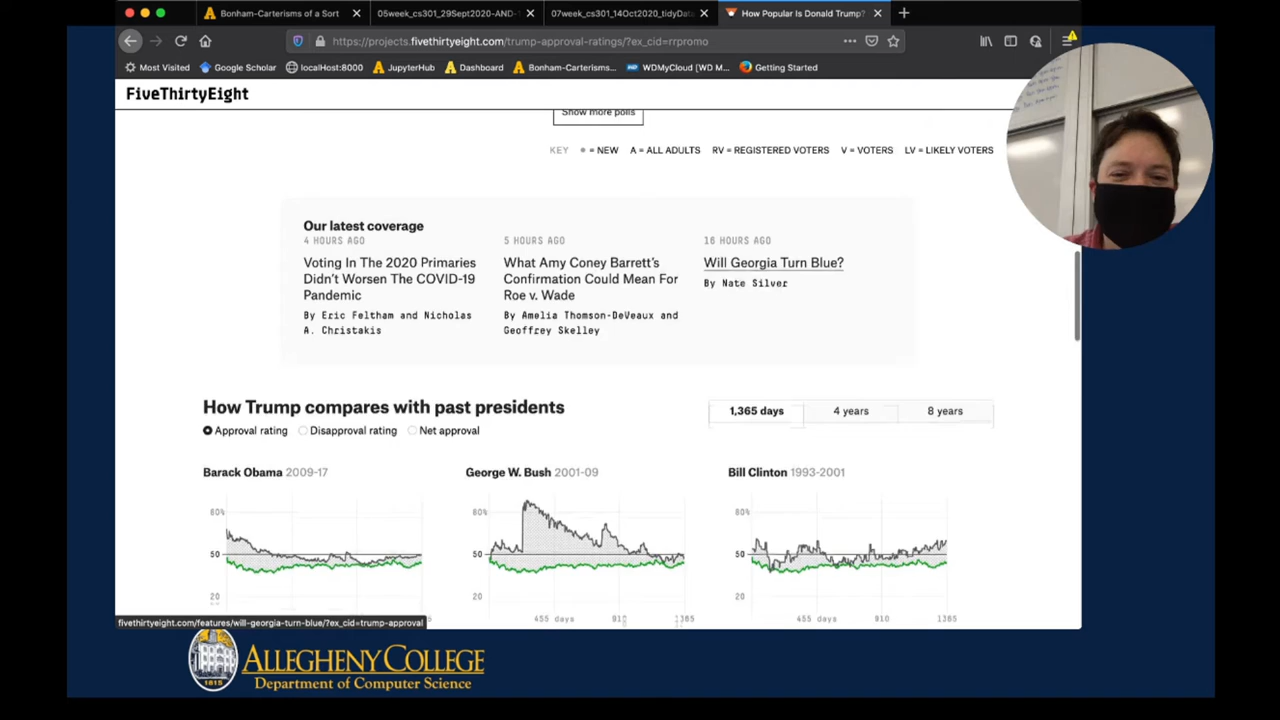 Bonham-Carterisms of a Sort
05week_cs301_29Sept2020-AND-
07week_cs301_14Oct2020_tidyData
How Popular Is Donald Trump?
https://projects.fivethirtyeight.com/trump-approval-ratings/?ex_cid=rrpromo
Most Visited
Google Scholar
localHost:8000
JupyterHub
Dashboard
Bonham-Carterisms...
WDMyCloud [WD M...
Getting Started
FiveThirtyEight
Show more polls
KEY = NEW A = ALL ADULTS RV = REGISTERED VOTERS V = VOTERS LV = LIKELY VOTERS
Our latest coverage
4 HOURS AGO
Voting In The 2020 Primaries
Didn't Worsen The COVID-19
Pandemic
By Eric Feltham and Nicholas
A. Christakis
5 HOURS AGO
What Amy Coney Barrett's
Confirmation Could Mean For
Roe v. Wade
By Amelia Thomson-DeVeaux and
Geoffrey Skelley
16 HOURS AGO
Will Georgia Turn Blue?
By Nate Silver
How Trump compares with past presidents
1,365 days 4 years 8 years
Approval rating Disapproval rating Net approval
Barack Obama 2009-17
80%
50
20
George W. Bush 2001-09
80%
50
20
455 days 910 1385
Bill Clinton 1993-2001
80%
50
20
455 days 910 1365
fivethirtyeight.com/features/will-georgia-turn-blue/?ex_cid=trump-approval
1815
ALLEGHENY COLLEGE
Department of Computer Science